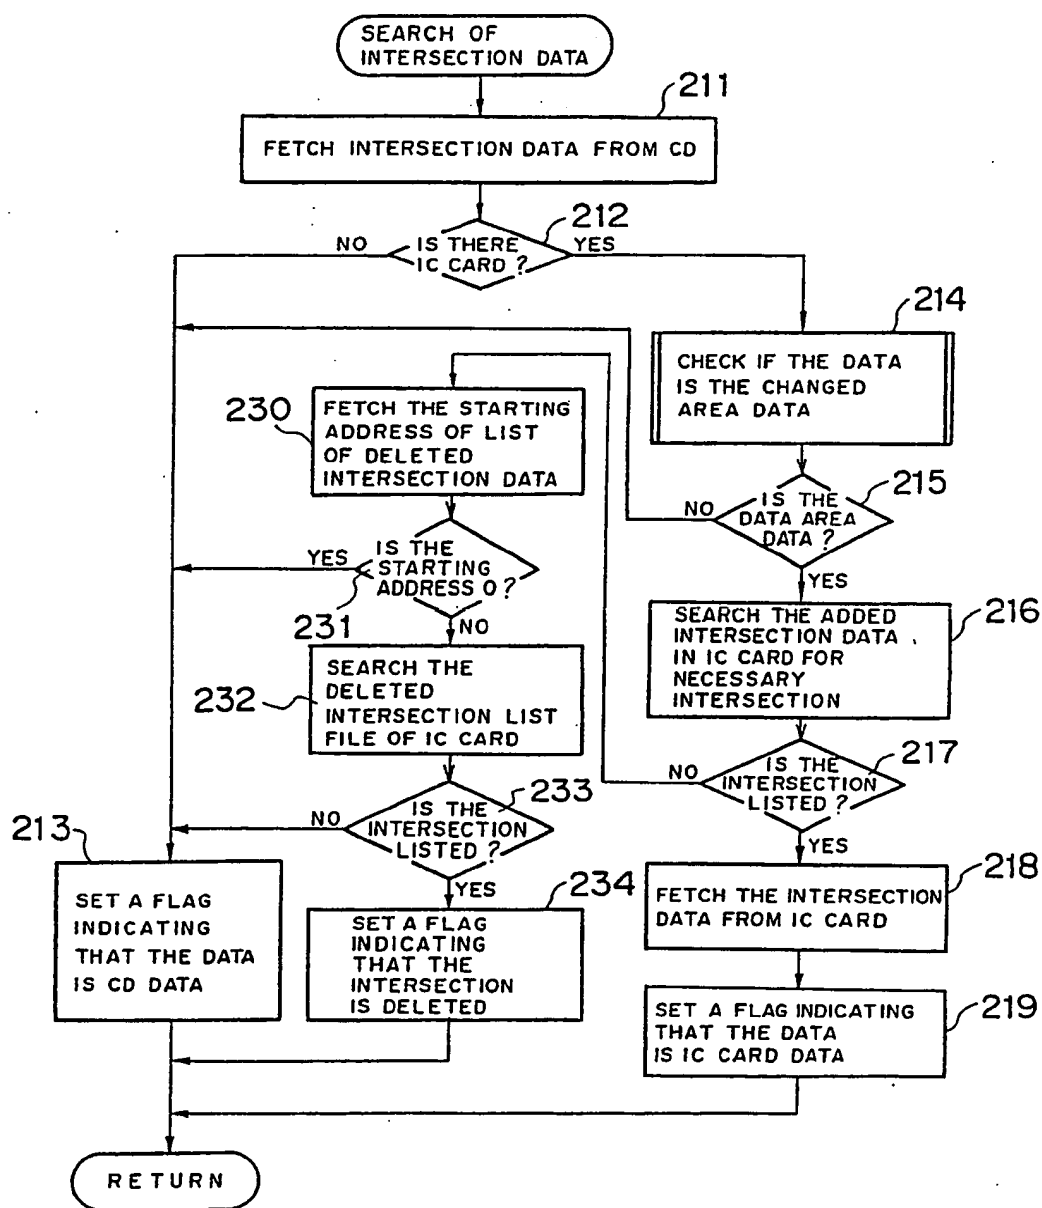 SEARCH OF
INTERSECTION DATA
211
FETCH INTERSECTION DATA FROM CD
212
NO
IS THERE
IC CARD?
YES
214
CHECK IF THE DATA
IS THE CHANGED
AREA DATA
230
FETCH THE STARTING
ADDRESS OF LIST
OF DELETED
INTERSECTION DATA
215
NO
IS THE
DATA AREA
DATA?
YES
YES
IS THE
STARTING
ADDRESS 0?
231
NO
216
SEARCH THE ADDED
INTERSECTION DATA
IN IC CARD FOR
NECESSARY
INTERSECTION
232
SEARCH THE
DELETED
INTERSECTION LIST
FILE OF IC CARD
217
NO
IS THE
INTERSECTION
LISTED?
YES
233
NO
IS THE
INTERSECTION
LISTED?
YES
213
SET A FLAG
INDICATING
THAT THE DATA
IS CD DATA
234
SET A FLAG
INDICATING
THAT THE
INTERSECTION
IS DELETED
218
FETCH THE INTERSECTION
DATA FROM IC CARD
219
SET A FLAG INDICATING
THAT THE DATA
IS IC CARD DATA
RETURN